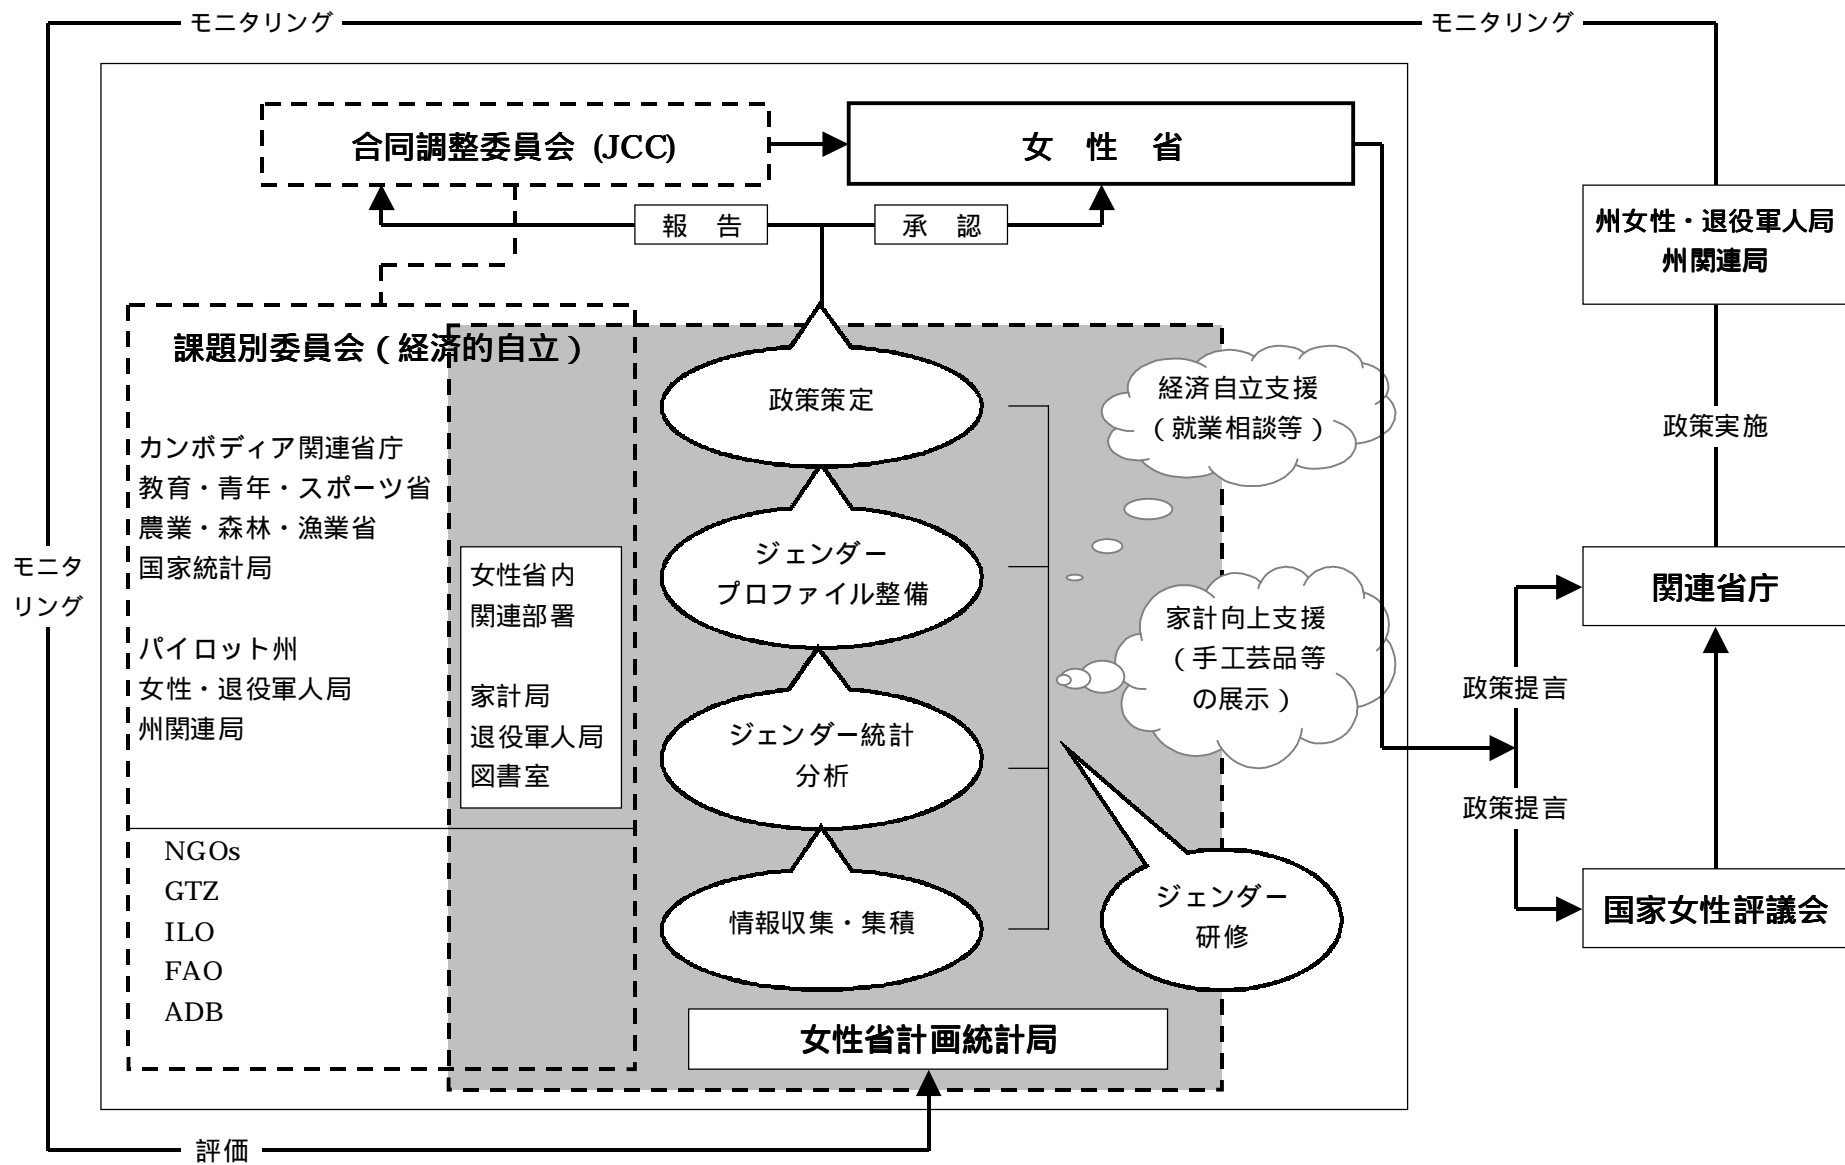 モニタリング
モニタリング
合同調整委員会 (JCC)
女 性 省
報 告
承 認
州女性・退役軍人局
州関連局
課題別委員会（経済的自立）
カンボディア関連省庁
教育・青年・スポーツ省
農業・森林・漁業省
国家統計局
パイロット州
女性・退役軍人局
州関連局
NGOs
GTZ
ILO
FAO
ADB
女性省内
関連部署
家計局
退役軍人局
図書室
政策策定
ジェンダー
プロファイル整備
ジェンダー統計
分析
情報収集・集積
経済自立支援
（就業相談等）
家計向上支援
（手工芸品等
の展示）
ジェンダー
研修
女性省計画統計局
モニタ
リング
評価
政策実施
関連省庁
政策提言
政策提言
国家女性評議会